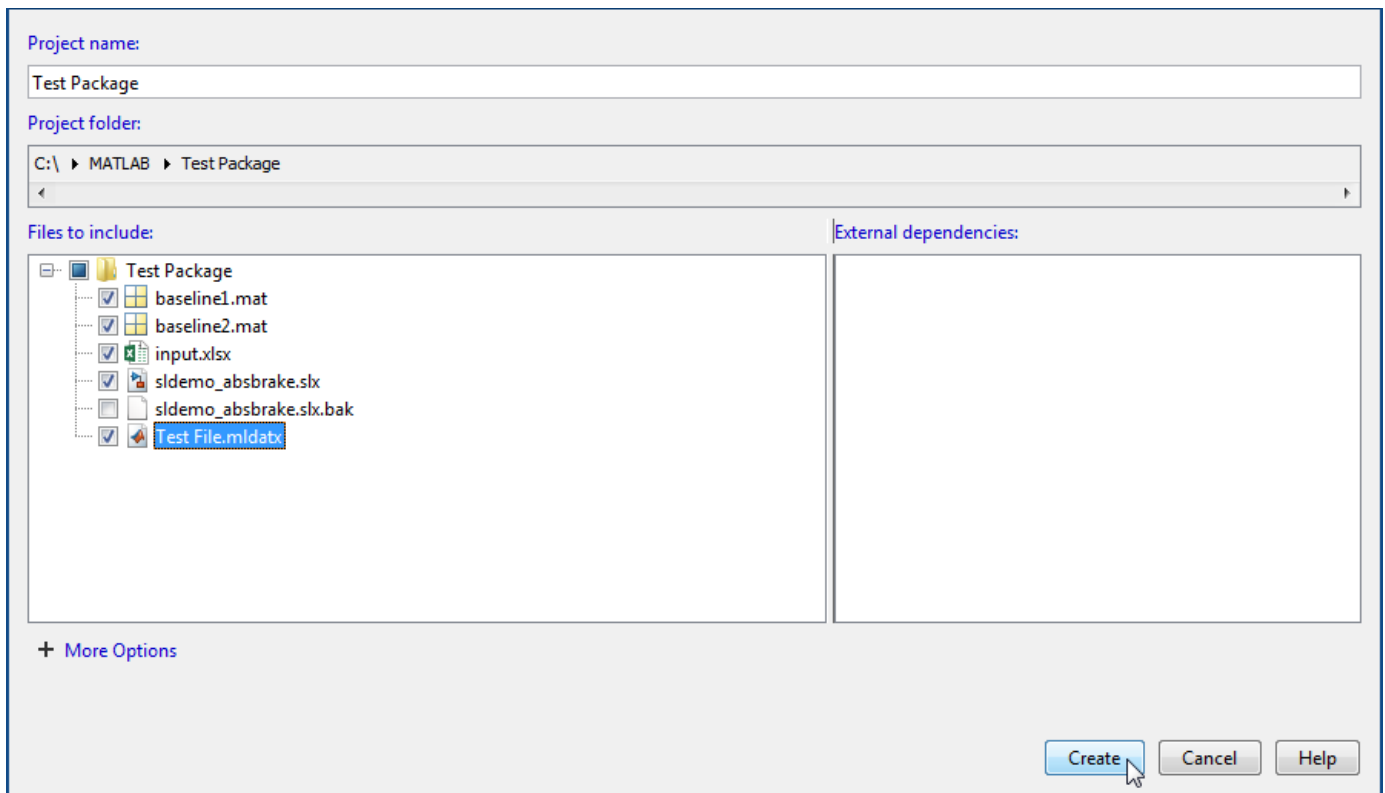 Project name:
Test Package
Project folder:
C:\ MATLAB Test Package
Files to include:
External dependencies:
Test Package
baseline1.mat
baseline2.mat
input.xlsx
sldemo_absbrake.slx
sldemo_absbrake.slx.bak
Test File.mldatx
More Options
Create Cancel Help